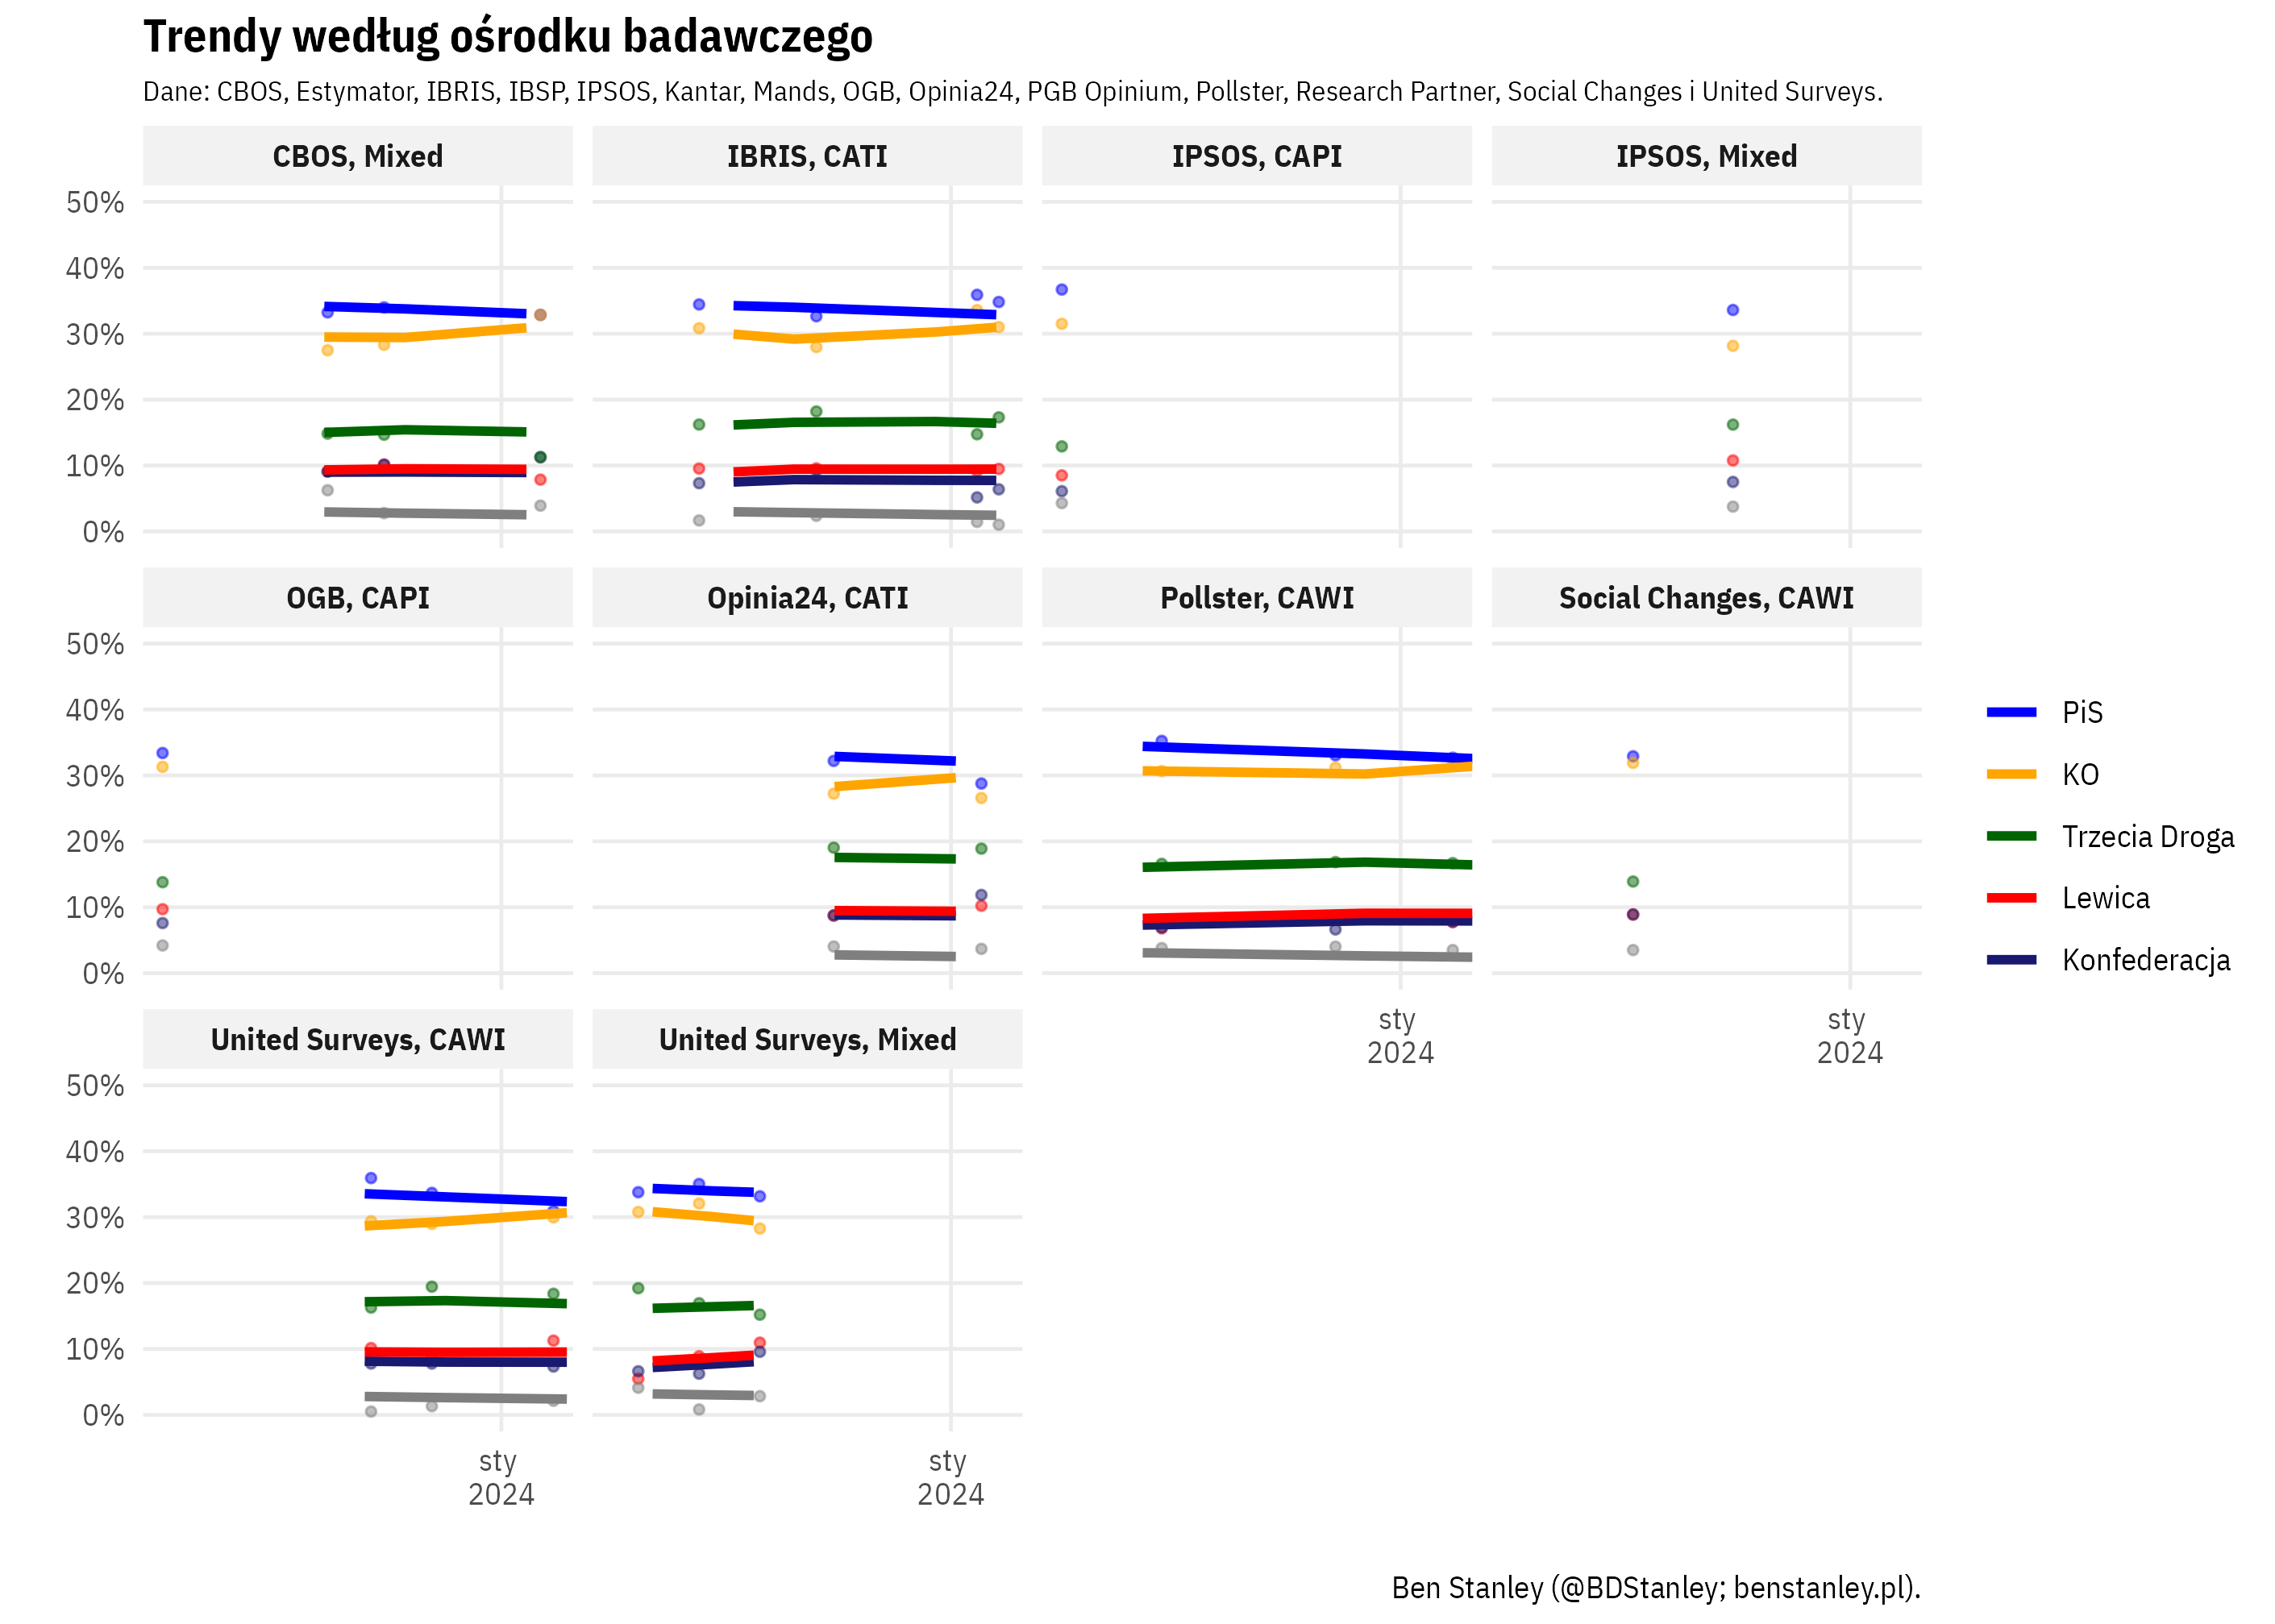 Trendy według ośrodku badawczego
Dane: CBOS, Estymator, IBRIS, IBSP, IPSOS, Kantar, Mands, OGB, Opinia24, PGB Opinium, Pollster, Research Partner, Social Changes i United Surveys.
CBOS, Mixed
IBRIS, CATI
IPSOS, CAPI
IPSOS, Mixed
50%
40%
30%
20%
10%
0%
OGB, CAPI
Opinia24, CATI
Pollster, CAWI
Social Changes, CAWI
50%
40%
30%
20%
10%
0%
sty
2024
sty
2024
United Surveys, CAWI
United Surveys, Mixed
50%
40%
30%
20%
10%
0%
sty
2024
sty
2024
PiS
KO
Trzecia Droga
Lewica
Konfederacja
Ben Stanley (@BDStanley; benstanley.pl).